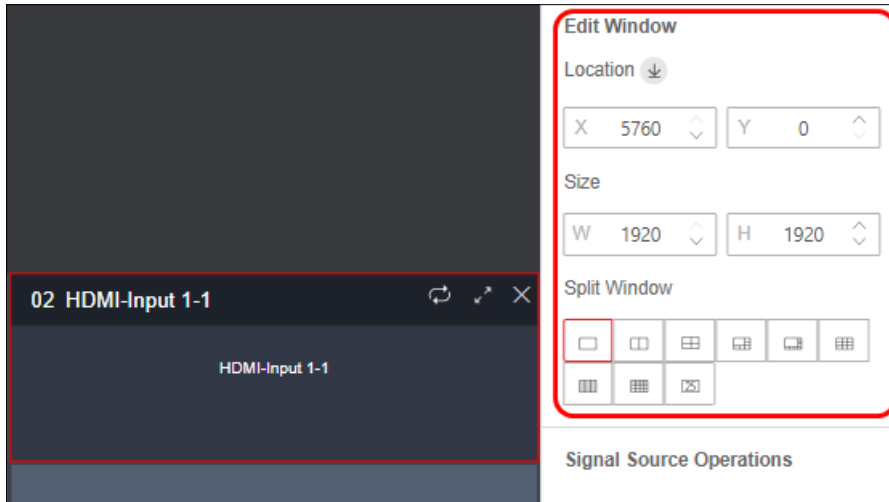 Edit Window
Location
X 5760 Y 0
Size
W 1920 H 1920
Split Window
25
Signal Source Operations
02 HDMI-Input 1-1
HDMI-Input 1-1